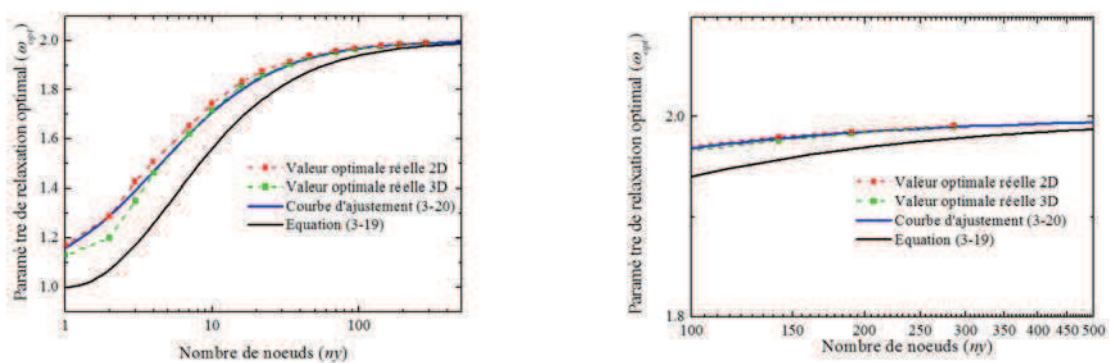 Paramètre de relaxation optimal (ω_opt)
2.0
1.8
1.6
1.4
1.2
1.0
Valeur optimale réelle 2D
Valeur optimale réelle 3D
Courbe d'ajustement (3-20)
Equation (3-19)
1 10 100
Nombre de noeuds (ny)
Paramè tre de relaxation optimal (ω_opt)
2.0
1.8
Valeur optimale réelle 2D
Valeur optimale réelle 3D
Courbe d'ajustement (3-20)
Equation (3-19)
100 150 200 250 300 350 400 450 500
Nombre de noeuds (ny)